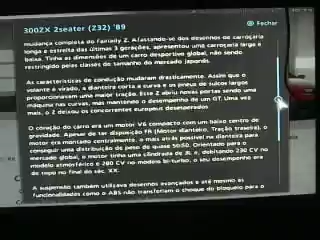 300ZX 2seater (Z32) '89
Fechar
mudança completa do Fairlady Z. Afastando-se dos desenhos de carroçaria
longa e estreita das últimas 3 gerações, apresentou uma carroçaria larga e
baixa. Tinha as dimensões de um carro desportivo global, não sendo
restringido pelas classes de tamanho do mercado japonês.
As características de condução mudaram drasticamente. Assim que o
volante é virado, a dianteira corta a curva e os pneus de sulcos largos
proporcionam uma maior tração. Este Z abriu novas portas sendo uma
máquina nas curvas, mas mantendo o desempenho de um GT. Uma vez
mais, o Z deixou os concorrentes europeus desesperados
O coração do carro era um motor V6 compacto com um baixo centro de
gravidade. Apesar de ter disposição FR (Motor dianteiro, Tração traseira), o
motor era montado centralmente, o mais atrás possível na dianteira para
conseguir uma distribuição de peso de quase 50:50. Orientado para o
mercado global, o motor tinha uma cilindrada de 3L e, debitando 230 CV no
modelo atmosférico e 280 CV no modelo bi-turbo, o seu desempenho era
de topo no final do séc. XX.
A suspensão também utilizava desenhos avançados e até mesmo as
funcionalidades como o ABS não transferiam o choque do bloqueio para o